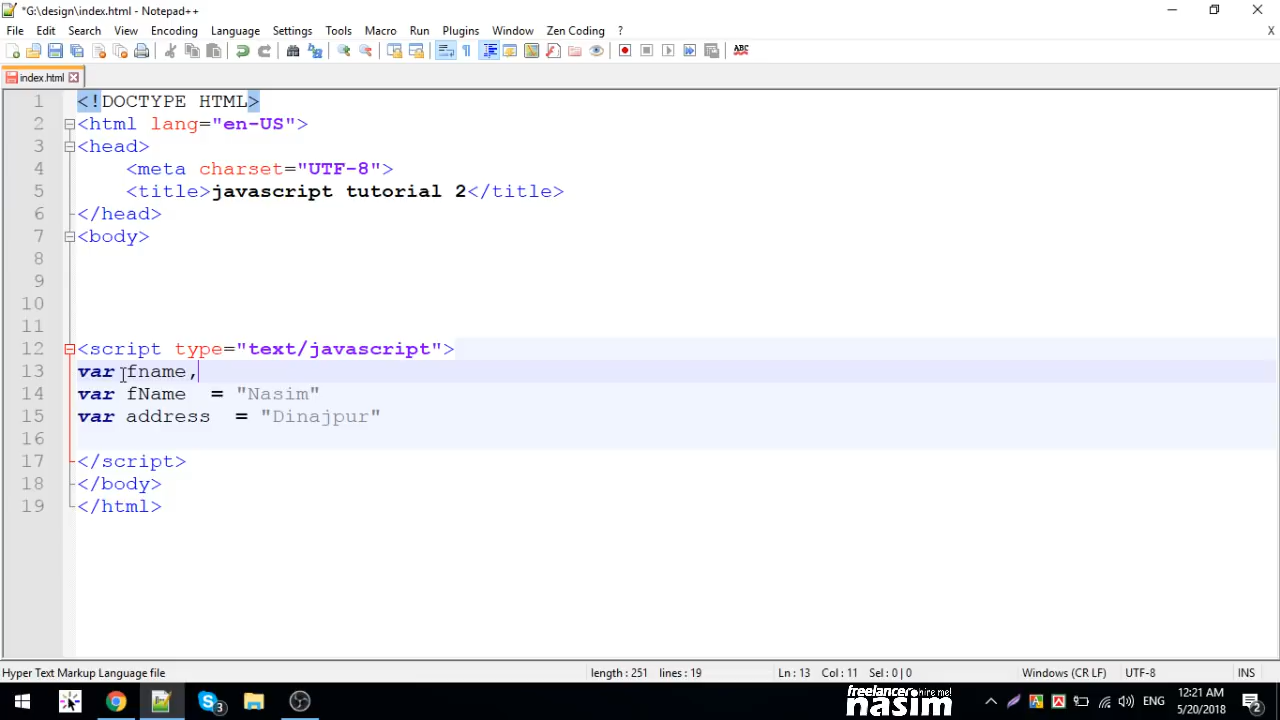 *G:\design\index.html - Notepad++
File Edit Search View Encoding Language Settings Tools Macro Run Plugins Window Zen Coding ? X
ABC
index.html
1 <!DOCTYPE HTML>
2 <html lang="en-US">
3 <head>
4 <meta charset="UTF-8">
5 <title>javascript tutorial 2</title>
6 </head>
7 <body>
8
9
10
11
12 <script type="text/javascript">
13 var fname,
14 var fName = "Nasim"
15 var address = "Dinajpur"
16
17 </script>
18 </body>
19 </html>
Hyper Text Markup Language file length : 251 lines : 19 Ln : 13 Col : 11 Sel : 0 | 0 Windows (CR LF) UTF-8 INS
3 freelancer hire me! ENG 12:21 AM
nasim 5/20/2018 2